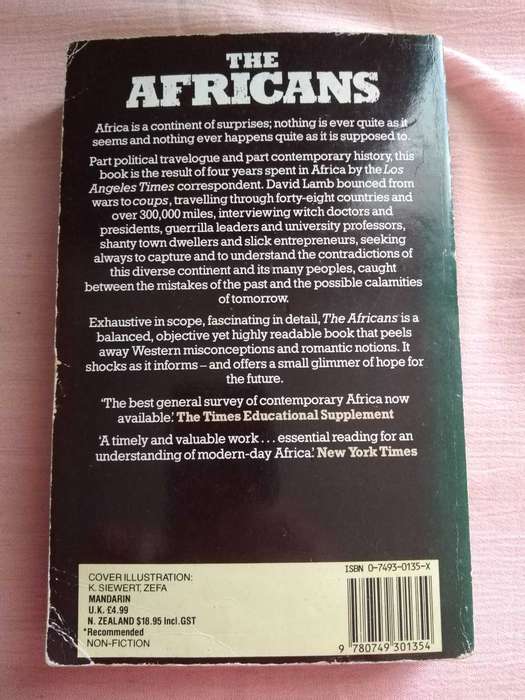 THE
AFRICANS
Africa is a continent of surprises; nothing is ever quite as it
seems and nothing ever happens quite as it is supposed to.
Part political travelogue and part contemporary history, this
book is the result of four years spent in Africa by the Los
Angeles Times correspondent. David Lamb bounced from
wars to coups, travelling through forty-eight countries and
over 300,000 miles, interviewing witch doctors and
presidents, guerrilla leaders and university professors,
shanty town dwellers and slick entrepreneurs, seeking
always to capture and to understand the contradictions of
this diverse continent and its many peoples, caught
between the mistakes of the past and the possible calamities
of tomorrow.
Exhaustive in scope, fascinating in detail, The Africans is a
balanced, objective yet highly readable book that peels
away Western misconceptions and romantic notions. It
shocks as it informs – and offers a small glimmer of hope for
the future.
'The best general survey of contemporary Africa now
available.' The Times Educational Supplement
'A timely and valuable work... essential reading for an
understanding of modern-day Africa.' New York Times
COVER ILLUSTRATION:
K. SIEWERT, ZEFA
MANDARIN
U.K. £4.99
N. ZEALAND $18.95 incl. GST
*Recommended
NON-FICTION
ISBN 0-7493-0135-X
9 780749 301354